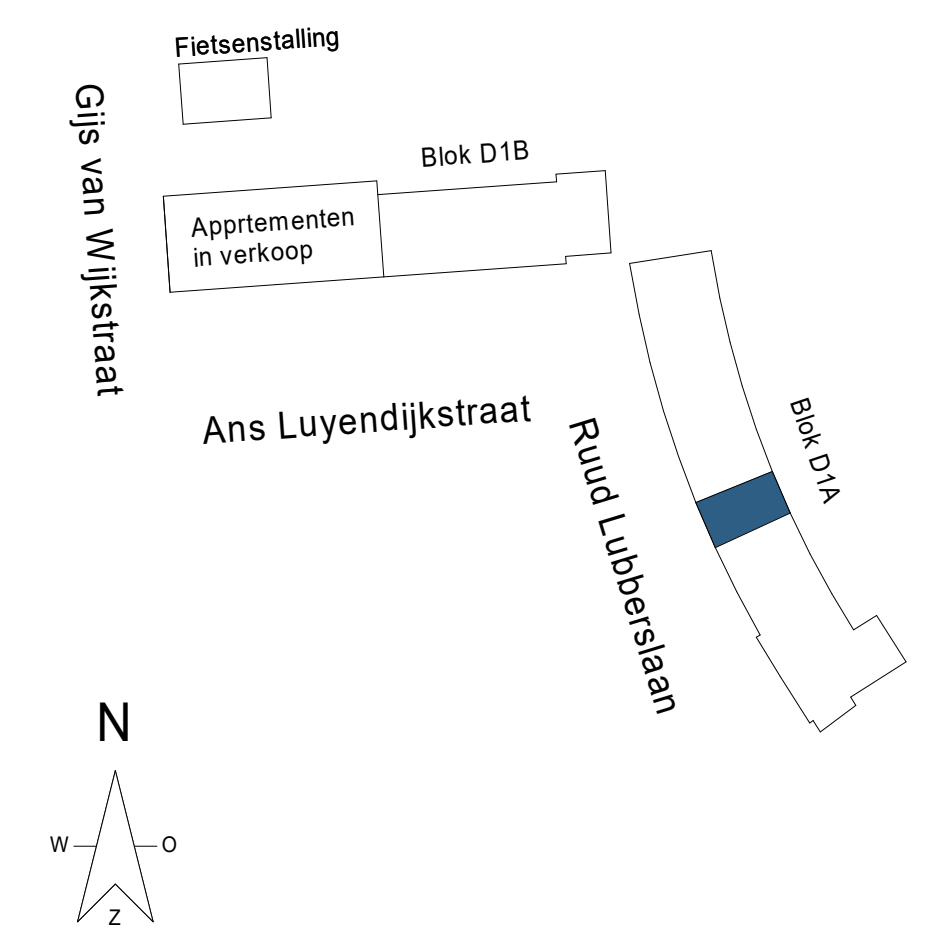 Fietsenstalling
Gijs van Wijkstraat
Blok D1B
Apprtementen
in verkoop
Ans Luyendijkstraat
Ruud Lubberslaan
Blok D1A
N
W
O
Z